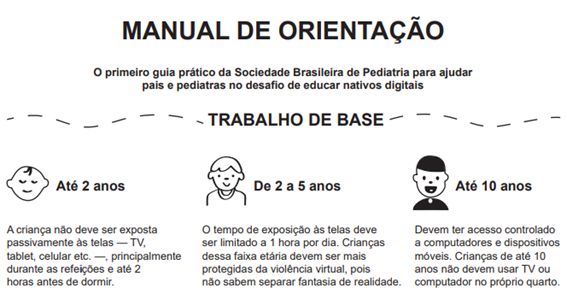 MANUAL DE ORIENTAÇÃO
O primeiro guia prático da Sociedade Brasileira de Pediatria para ajudar
pais e pediatras no desafio de educar nativos digitais
TRABALHO DE BASE
Até 2 anos
A criança não deve ser exposta
passivamente às telas — TV,
tablet, celular etc. —, principalmente
durante as refeições e até 2
horas antes de dormir.
De 2 a 5 anos
O tempo de exposição às telas deve
ser limitado a 1 hora por dia. Crianças
dessa faixa etária devem ser mais
protegidas da violência virtual, pois
não sabem separar fantasia de realidade.
Até 10 anos
Devem ter acesso controlado
a computadores e dispositivos
móveis. Crianças de até 10
anos não devem usar TV ou
computador no próprio quarto.